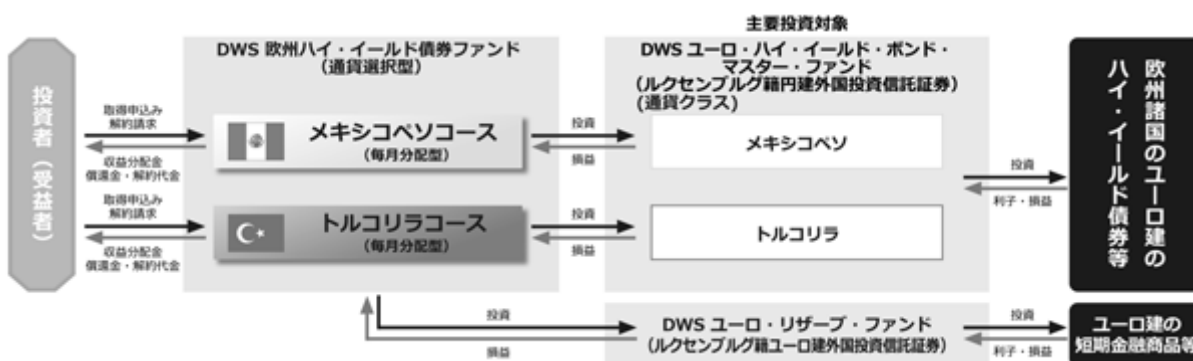 主要投資対象
投資者(受益者)
取得申込み
解約請求
収益分配金
償還金・解約代金
取得申込み
解約請求
収益分配金
償還金・解約代金
DWS 欧州ハイ・イールド債券ファンド
(通貨選択型)
メキシコペソコース
(毎月分配型)
トルコリラコース
(毎月分配型)
投資
損益
投資
損益
DWS ユーロ・ハイ・イールド・ボンド・
マスター・ファンド
(ルクセンブルグ籍円建外国投資信託証券)
(通貨クラス)
メキシコペソ
トルコリラ
投資
利子・損益
欧州諸国のユーロ建の
ハイ・イールド債券等
投資
損益
DWS ユーロ・リザーブ・ファンド
(ルクセンブルグ籍ユーロ建外国投資信託証券)
投資
利子・損益
ユーロ建の
短期金融商品等